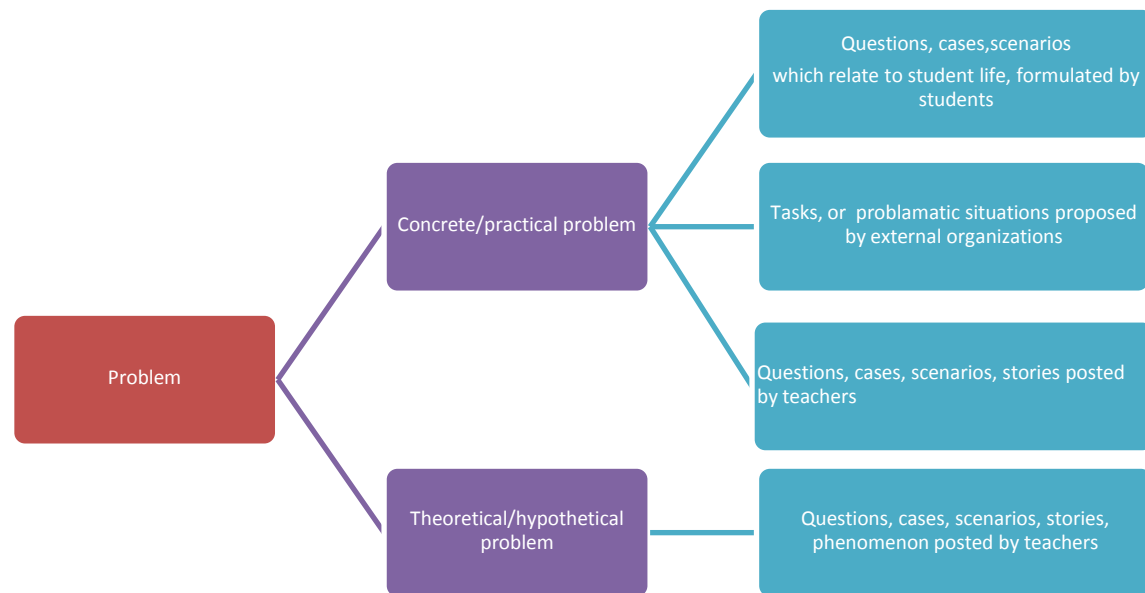 Questions, cases,scenarios
which relate to student life, formulated by
students
Concrete/practical problem
Tasks, or problamatic situations proposed
by external organizations
Problem
Questions, cases, scenarios, stories posted
by teachers
Theoretical/hypothetical
problem
Questions, cases, scenarios, stories,
phenomenon posted by teachers